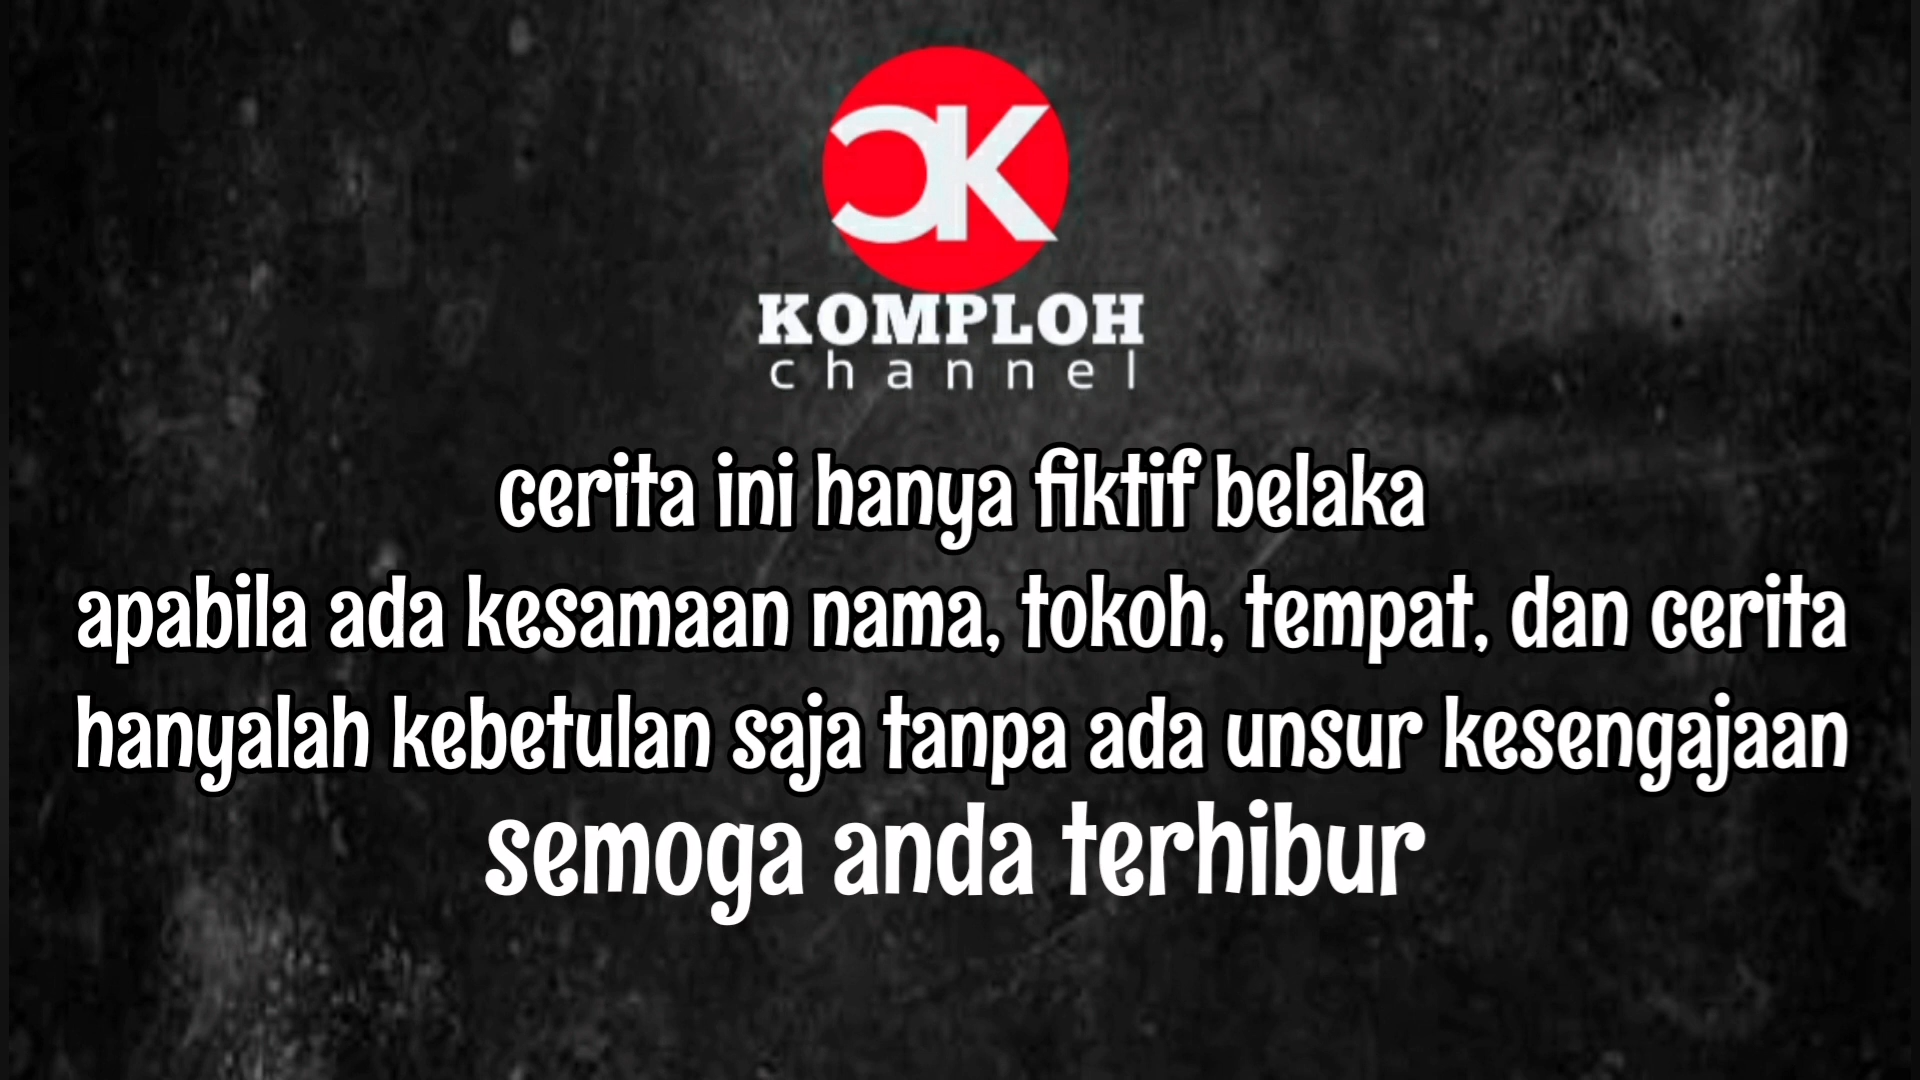 CK
KOMPLOH
channel
cerita ini hanya fiktif belaka
apabila ada kesamaan nama, tokoh, tempat, dan cerita
hanyalah kebetulan saja tanpa ada unsur kesengajaan
semoga anda terhibur